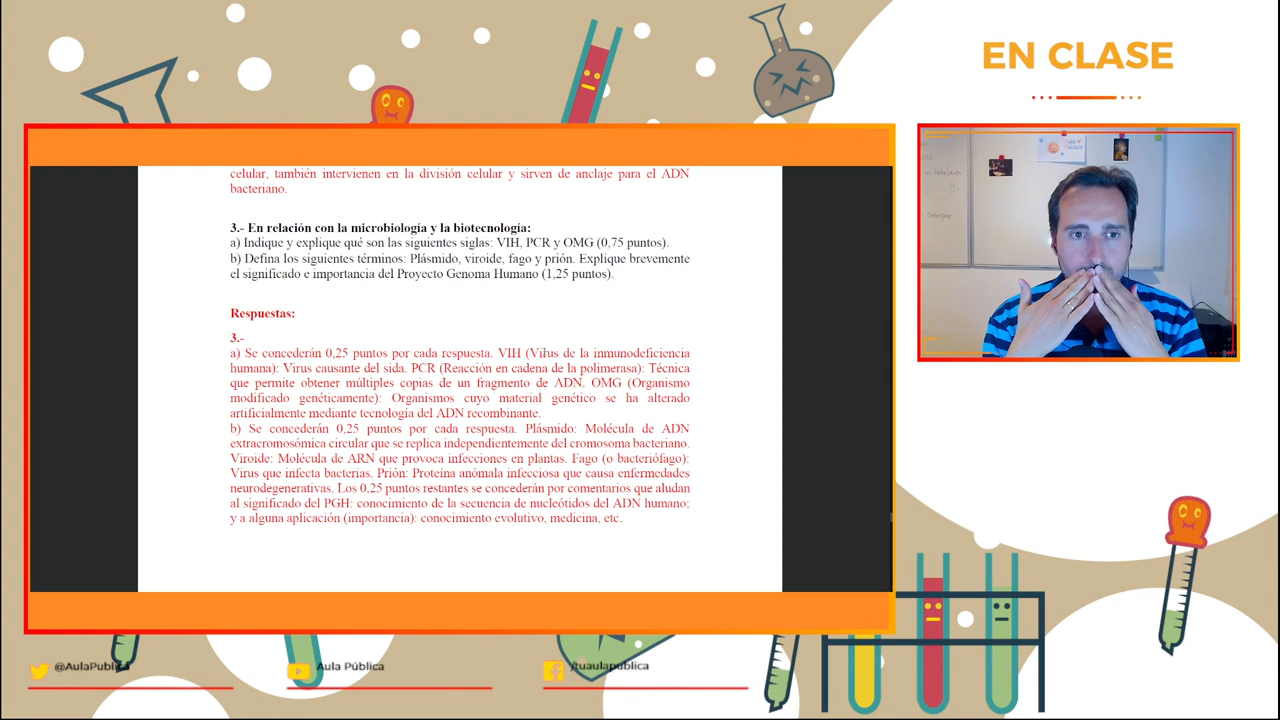 EN CLASE
celular, también intervienen en la división celular y sirven de anclaje para el ADN
bacteriano.
3.- En relación con la microbiología y la biotecnología:
a) Indique y explique qué son las siguientes siglas: VIH, PCR y OMG (0,75 puntos).
b) Defina los siguientes términos: Plásmido, viroide, fago y prión. Explique brevemente
el significado e importancia del Proyecto Genoma Humano (1,25 puntos).
Respuestas:
3.-
a) Se concederán 0,25 puntos por cada respuesta. VIH (Virus de la inmunodeficiencia
humana): Virus causante del sida. PCR (Reacción en cadena de la polimerasa): Técnica
que permite obtener múltiples copias de un fragmento de ADN. OMG (Organismo
modificado genéticamente): Organismos cuyo material genético se ha alterado
artificialmente mediante tecnología del ADN recombinante.
b) Se concederán 0,25 puntos por cada respuesta. Plásmido: Molécula de ADN
extracromosómica circular que se replica independientemente del cromosoma bacteriano.
Viroide: Molécula de ARN que provoca infecciones en plantas. Fago (o bacteriófago):
Virus que infecta bacterias. Prión: Proteína anómala infecciosa que causa enfermedades
neurodegenerativas. Los 0,25 puntos restantes se concederán por comentarios que aludan
al significado del PGH: conocimiento de la secuencia de nucleótidos del ADN humano;
y a alguna aplicación (importancia): conocimiento evolutivo, medicina, etc.
@AulaPublica
Aula Pública
/tuaulapublica